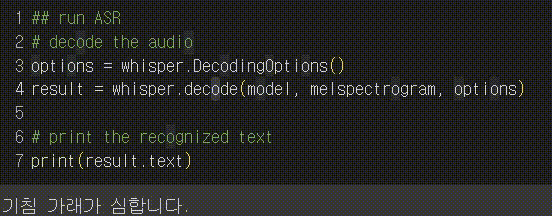 1 ## run ASR
2 # decode the audio
3 options = whisper.DecodingOptions()
4 result = whisper.decode(model, melspectrogram, options)
5
6 # print the recognized text
7 print(result.text)
기침 가래가 심합니다.